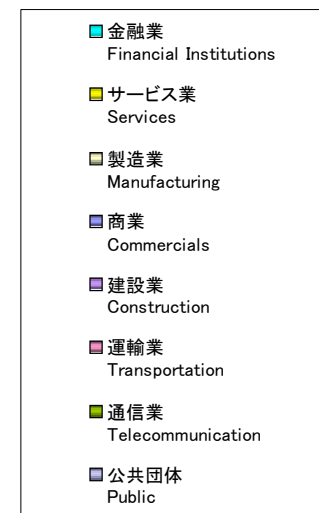 金融業
Financial Institutions
サービス業
Services
製造業
Manufacturing
商業
Commercials
建設業
Construction
運輸業
Transportation
通信業
Telecommunication
公共団体
Public